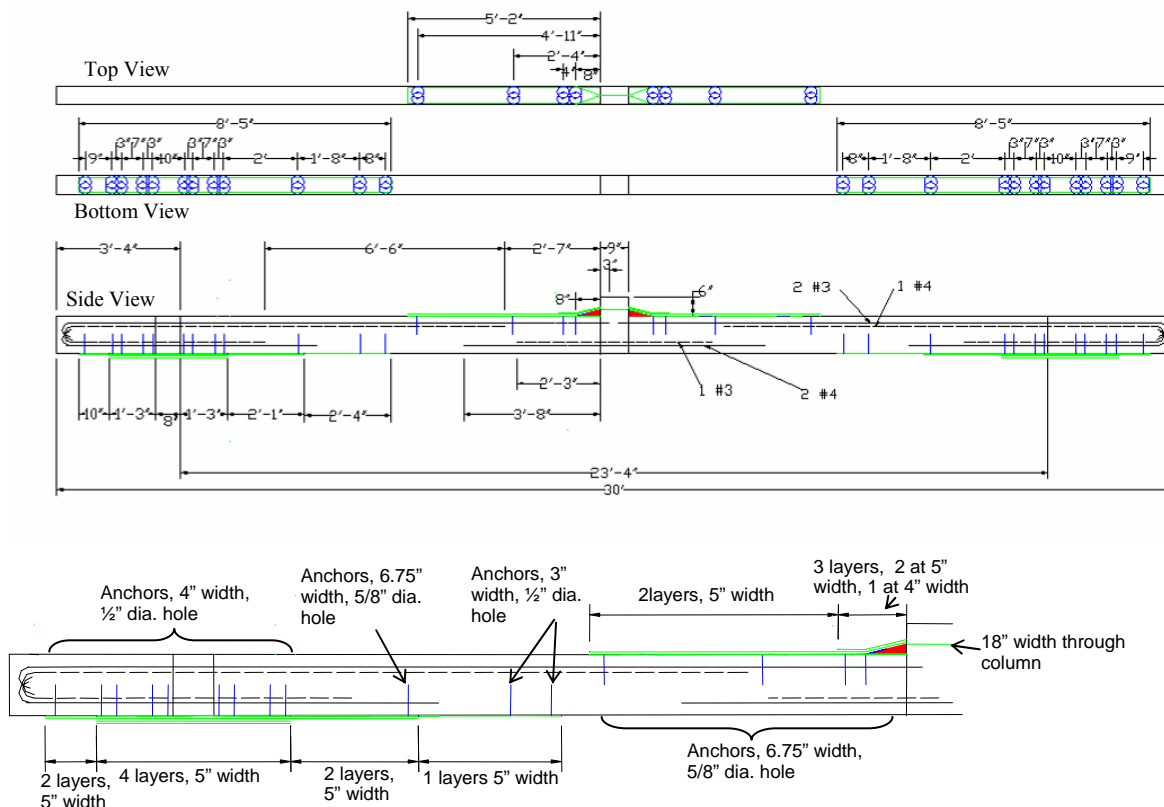 5'-2"
4'-11"
2'-4"
4" 8"
Top View
8'-5" 8'-5"
9" 3" 7" 3" 10" 3" 7" 3" 2' 1'-8" 8" 8" 1'-8" 2' 3" 7" 3" 10" 3" 7" 3" 9"
Bottom View
3'-4" 6'-6" 2'-7" 9"
3"
Side View 8" 6" 2 #3 1 #4
2'-3" 1 #3 2 #4
10" 1'-3" 8" 1'-3" 2'-1" 2'-4" 3'-8"
23'-4"
30'
Anchors, 4" width,
½" dia. hole
Anchors, 6.75"
width,
5/8" dia.
hole
Anchors, 3"
width, ½" dia.
hole
2layers, 5" width
3 layers, 2 at 5"
width, 1 at 4" width
18" width through
column
2 layers,
5" width
4 layers, 5" width
2 layers,
5" width
1 layers 5" width
Anchors, 6.75" width,
5/8" dia. hole